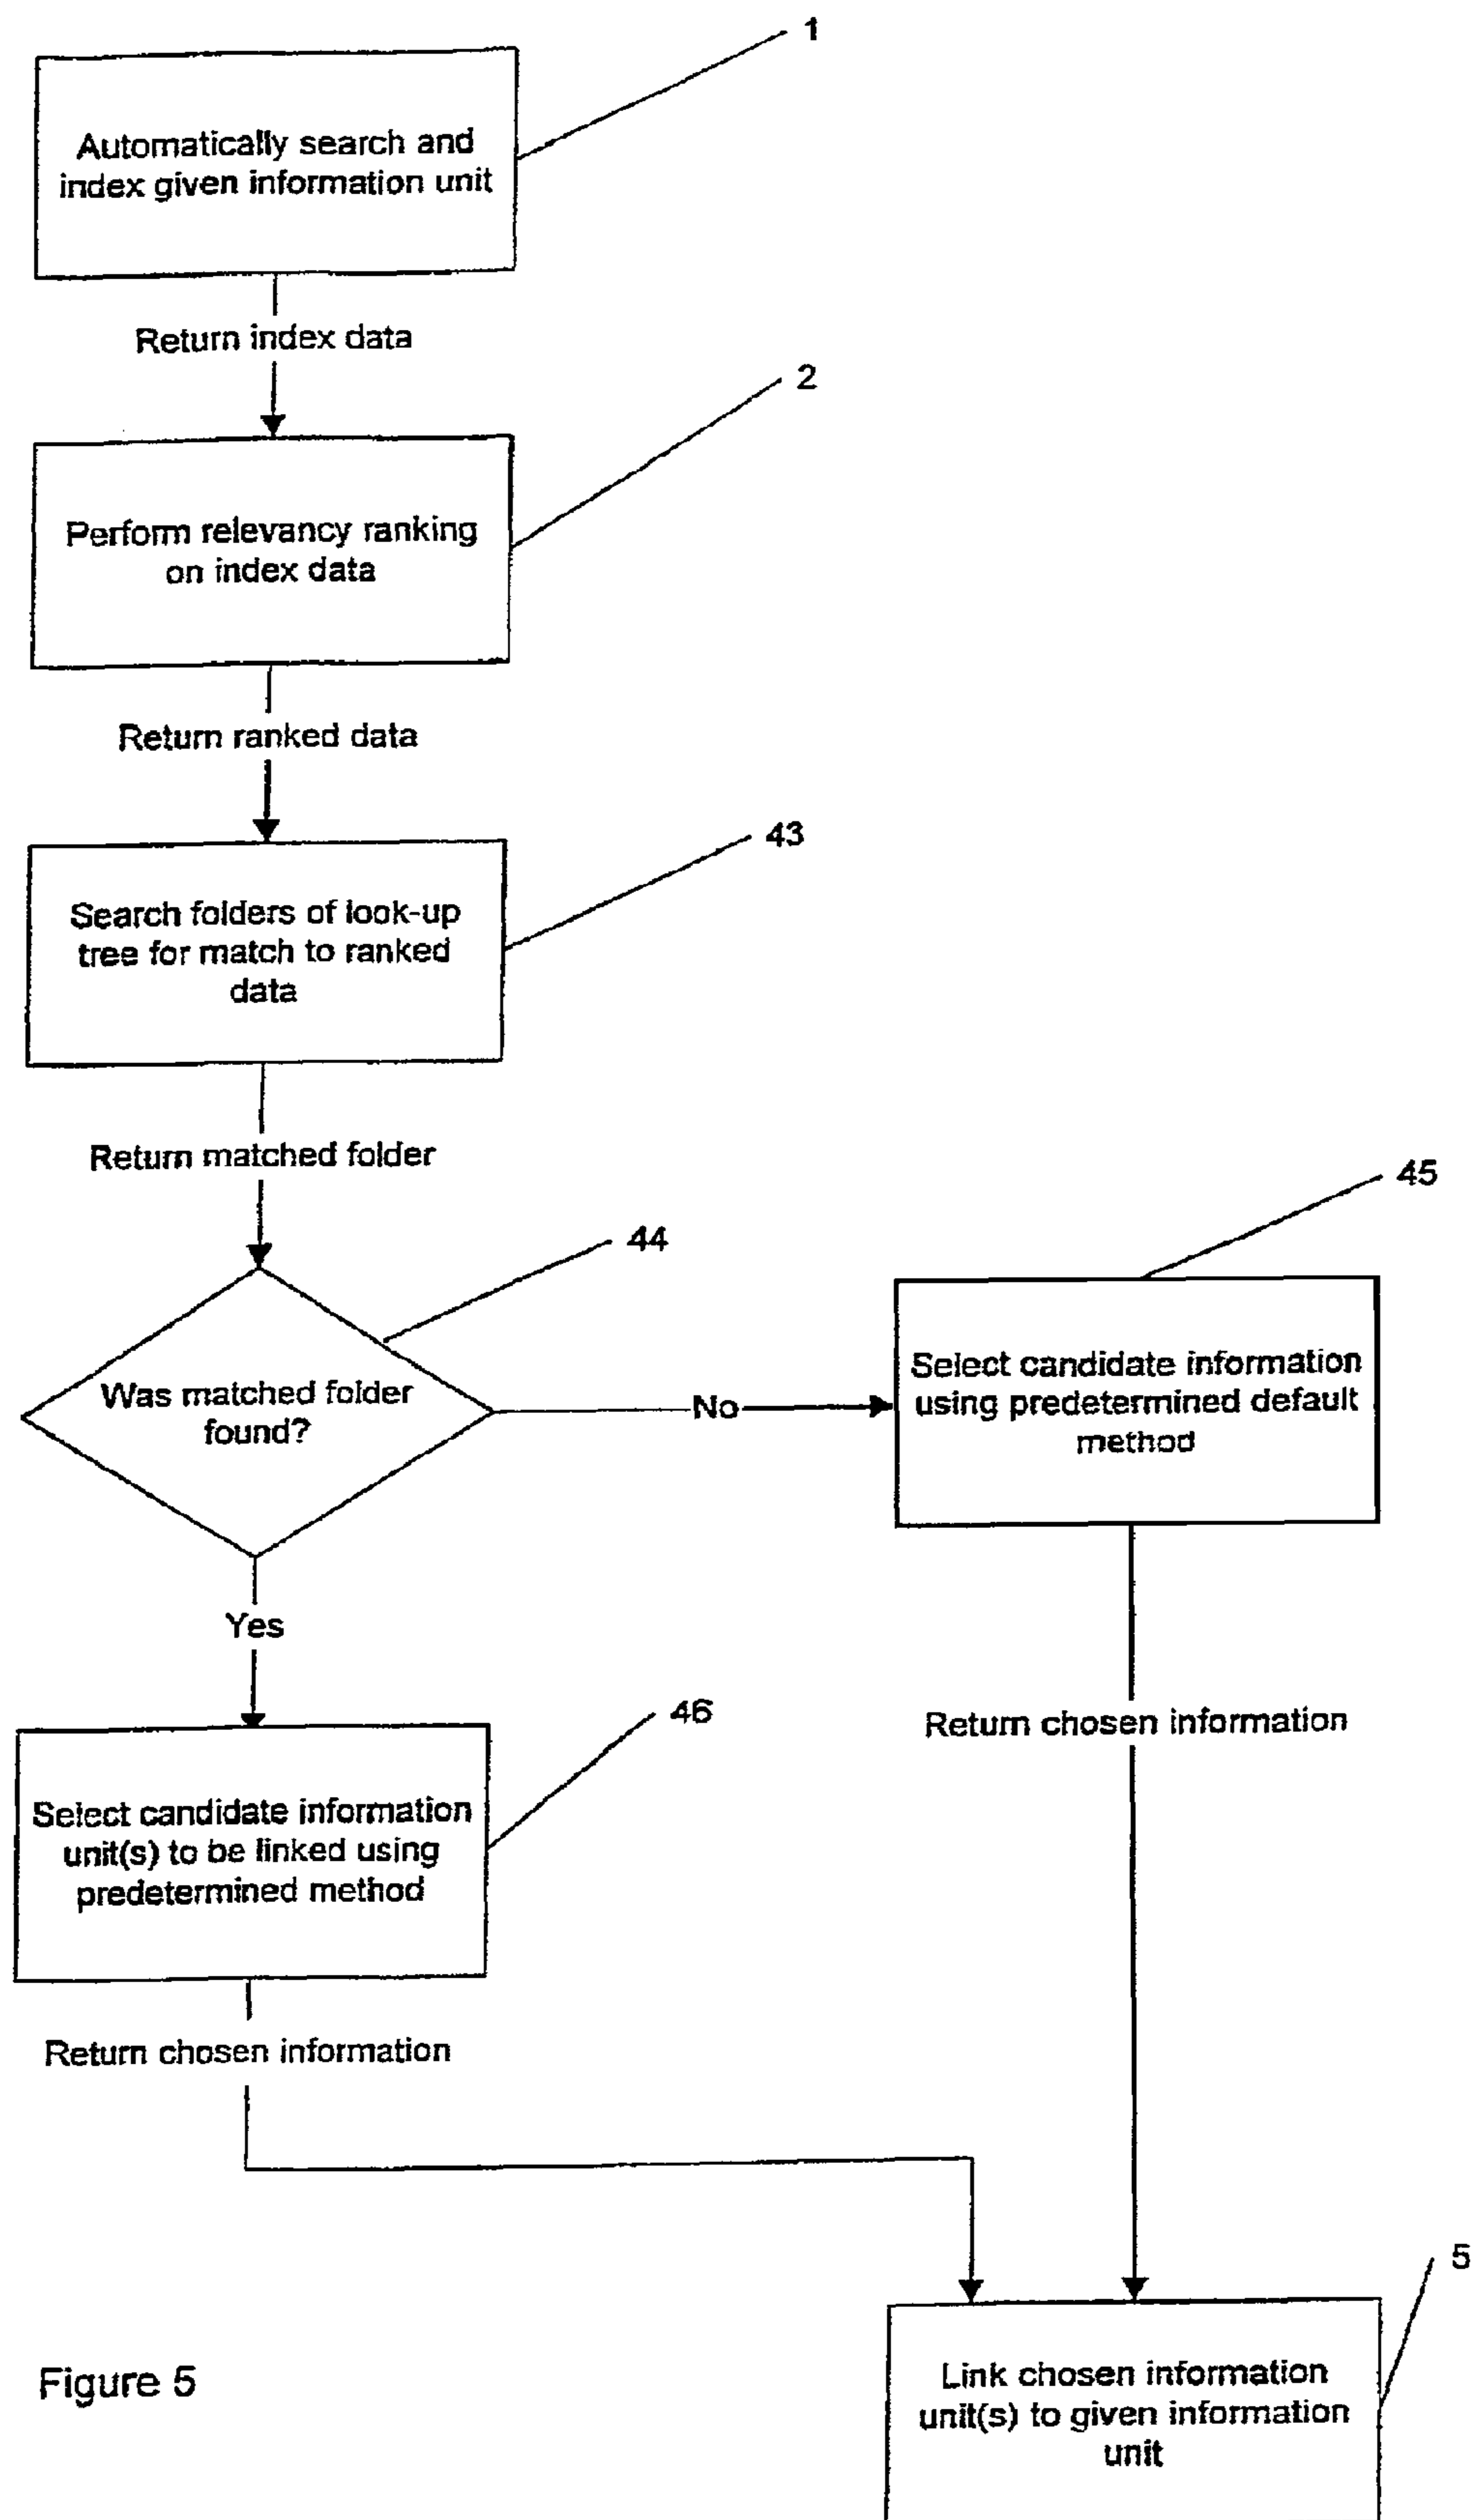 1
Automatically search and
index given information unit
Return index data
2
Perform relevancy ranking
on index data
Return ranked data
43
Search folders of look-up
tree for match to ranked
data
Return matched folder
44
Was matched folder
found?
No
45
Select candidate information
using predetermined default
method
Yes
46
Select candidate information
unit(s) to be linked using
predetermined method
Return chosen information
Return chosen information
5
Link chosen information
unit(s) to given information
unit
Figure 5